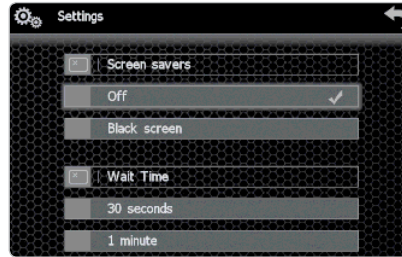 Settings
Screen savers
Off
Black screen
Wait Time
30 seconds
1 minute